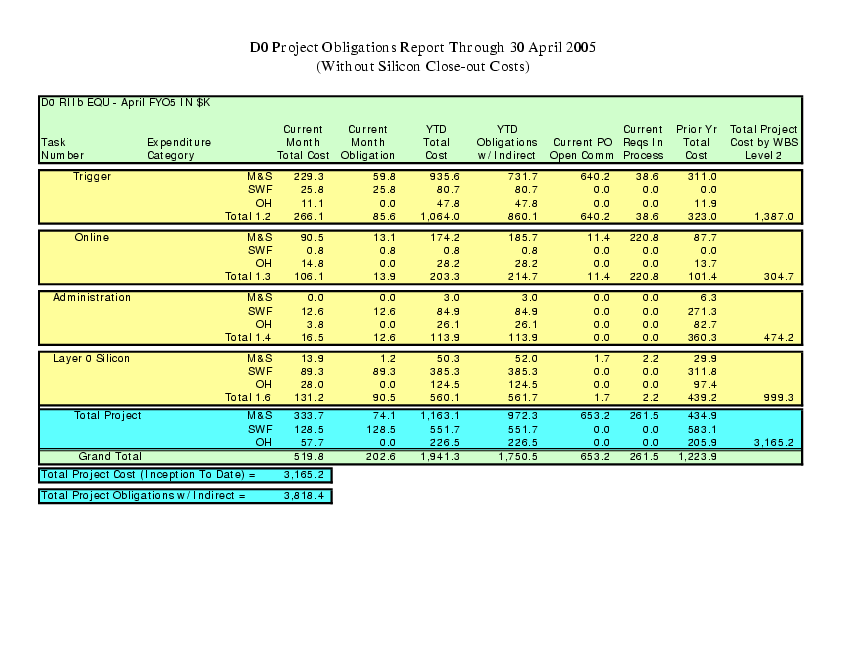 D0 Project Obligations Report Through 30 April 2005
(Without Silicon Close-out Costs)
D0 RIIb EQU - April FY05 IN $K
Current Current YTD YTD Current Prior Yr Total Project
Task Expenditure Month Month Total Obligations Current PO Reqs In Total Cost by WBS
Number Category Total Cost Obligation Cost w/Indirect Open Comm Process Cost Level 2
Trigger M&S 229.3 59.8 935.6 731.7 640.2 38.6 311.0
SWF 25.8 25.8 80.7 80.7 0.0 0.0 0.0
OH 11.1 0.0 47.8 47.8 0.0 0.0 11.9
Total 1.2 266.1 85.6 1,064.0 860.1 640.2 38.6 323.0 1,387.0
Online M&S 90.5 13.1 174.2 185.7 11.4 220.8 87.7
SWF 0.8 0.8 0.8 0.8 0.0 0.0 0.0
OH 14.8 0.0 28.2 28.2 0.0 0.0 13.7
Total 1.3 106.1 13.9 203.3 214.7 11.4 220.8 101.4 304.7
Administration M&S 0.0 0.0 3.0 3.0 0.0 0.0 6.3
SWF 12.6 12.6 84.9 84.9 0.0 0.0 271.3
OH 3.8 0.0 26.1 26.1 0.0 0.0 82.7
Total 1.4 16.5 12.6 113.9 113.9 0.0 0.0 360.3 474.2
Layer 0 Silicon M&S 13.9 1.2 50.3 52.0 1.7 2.2 29.9
SWF 89.3 89.3 385.3 385.3 0.0 0.0 311.8
OH 28.0 0.0 124.5 124.5 0.0 0.0 97.4
Total 1.6 131.2 90.5 560.1 561.7 1.7 2.2 439.2 999.3
Total Project M&S 333.7 74.1 1,163.1 972.3 653.2 261.5 434.9
SWF 128.5 128.5 551.7 551.7 0.0 0.0 583.1
OH 57.7 0.0 226.5 226.5 0.0 0.0 205.9 3,165.2
Grand Total 519.8 202.6 1,941.3 1,750.5 653.2 261.5 1,223.9
Total Project Cost (Inception To Date) = 3,165.2
Total Project Obligations w/Indirect = 3,818.4